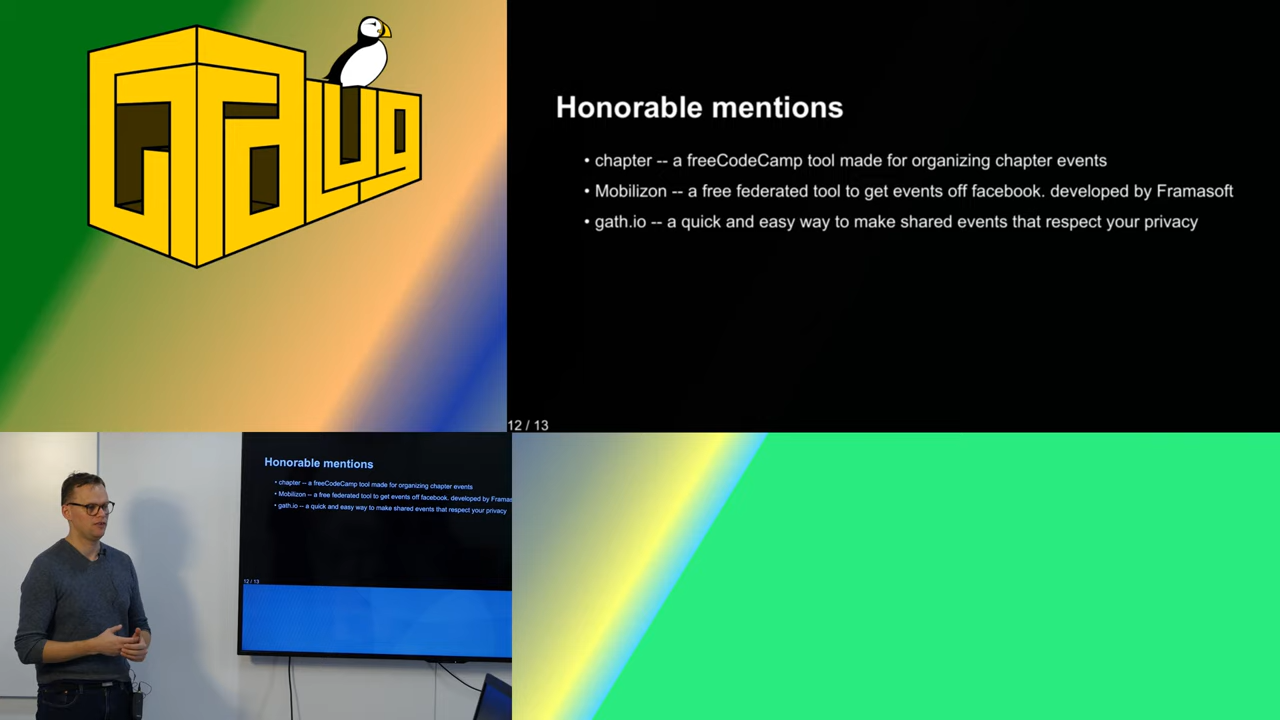 GTALug
Honorable mentions
• chapter -- a freeCodeCamp tool made for organizing chapter events
• Mobilizon -- a free federated tool to get events off facebook. developed by Framasoft
• gath.io -- a quick and easy way to make shared events that respect your privacy
12 / 13
Honorable mentions
• chapter -- a freeCodeCamp tool made for organizing chapter events
• Mobilizon -- a free federated tool to get events off facebook. developed by Framas
• gath.io -- a quick and easy way to make shared events that respect your privacy
12 / 13